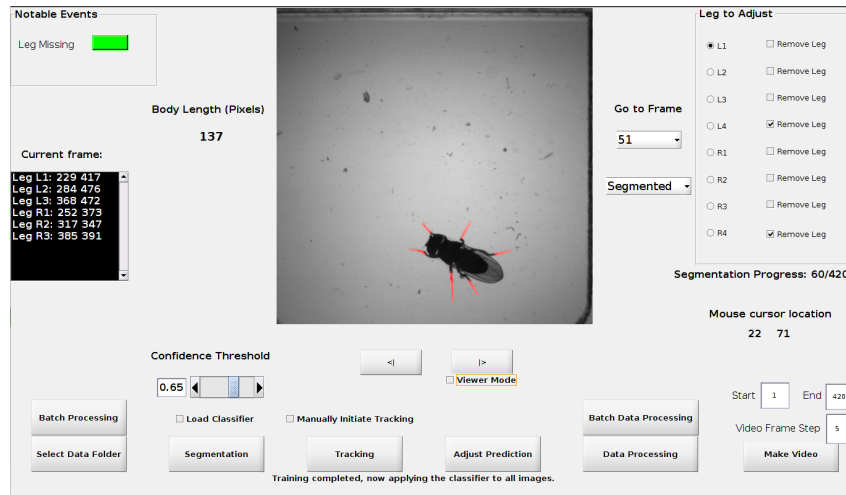 Notable Events
Leg Missing
Body Length (Pixels)
137
Current frame:
Leg L1: 229 417
Leg L2: 284 476
Leg L3: 368 472
Leg R1: 252 373
Leg R2: 317 347
Leg R3: 385 391
Go to Frame
51
Segmented
Leg to Adjust
L1 Remove Leg
L2 Remove Leg
L3 Remove Leg
L4 Remove Leg
R1 Remove Leg
R2 Remove Leg
R3 Remove Leg
R4 Remove Leg
Segmentation Progress: 60/420
Mouse cursor location
22 71
Confidence Threshold
0.65
<|
|>
Viewer Mode
Start 1 End 420
Batch Processing
Load Classifier
Manually Initiate Tracking
Batch Data Processing
Video Frame Step 5
Select Data Folder
Segmentation
Tracking
Adjust Prediction
Data Processing
Make Video
Training completed, now applying the classifier to all images.